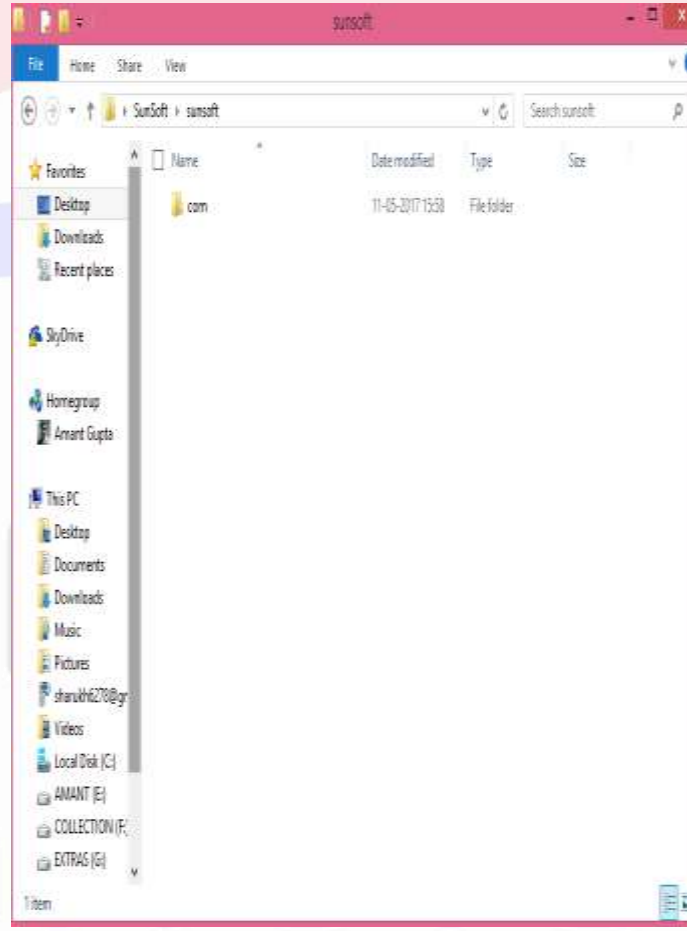 sunsoft
File Home Share View
SunSoft sunsoft Search sunsoft
Name Date modified Type Size
com 11-05-2017 15:58 File folder
Favorites
Desktop
Downloads
Recent places
SkyDrive
Homegroup
Amant Gupta
This PC
Desktop
Documents
Downloads
Music
Pictures
sharukh6278@gr
Videos
Local Disk (C:)
AMANT (E:)
COLLECTION (F:)
EXTRAS (G:)
1 item